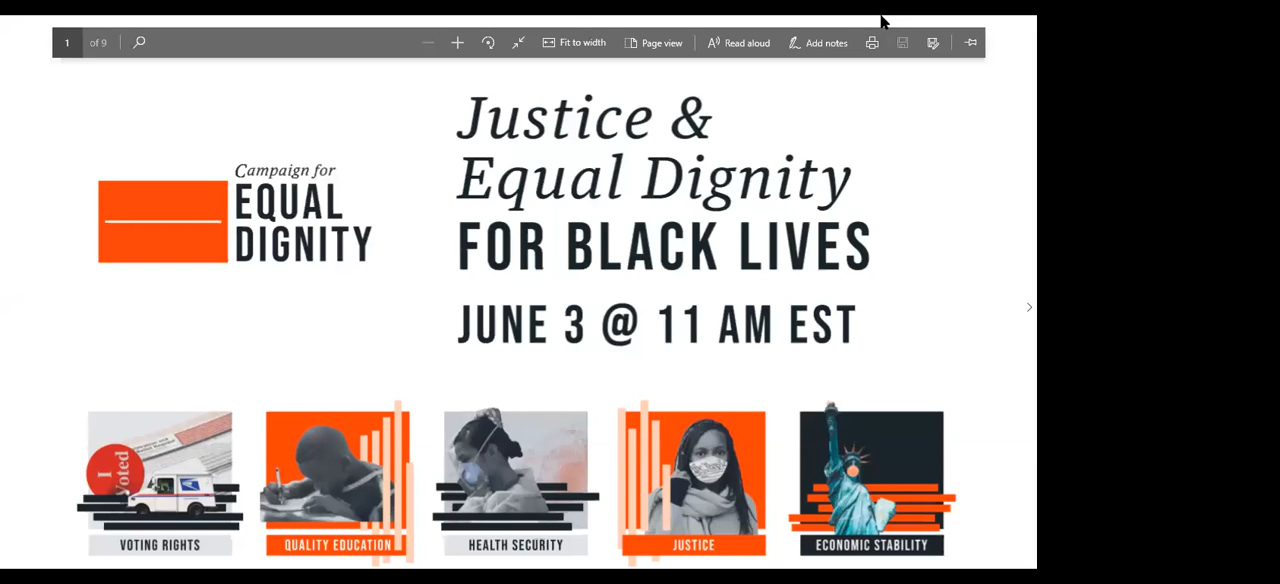 1 of 9 Fit to width Page view Read aloud Add notes
Justice &
Equal Dignity
FOR BLACK LIVES
JUNE 3 @ 11 AM EST
Campaign for
EQUAL
DIGNITY
I
Voted
VOTING RIGHTS
QUALITY EDUCATION
HEALTH SECURITY
JUSTICE
ECONOMIC STABILITY